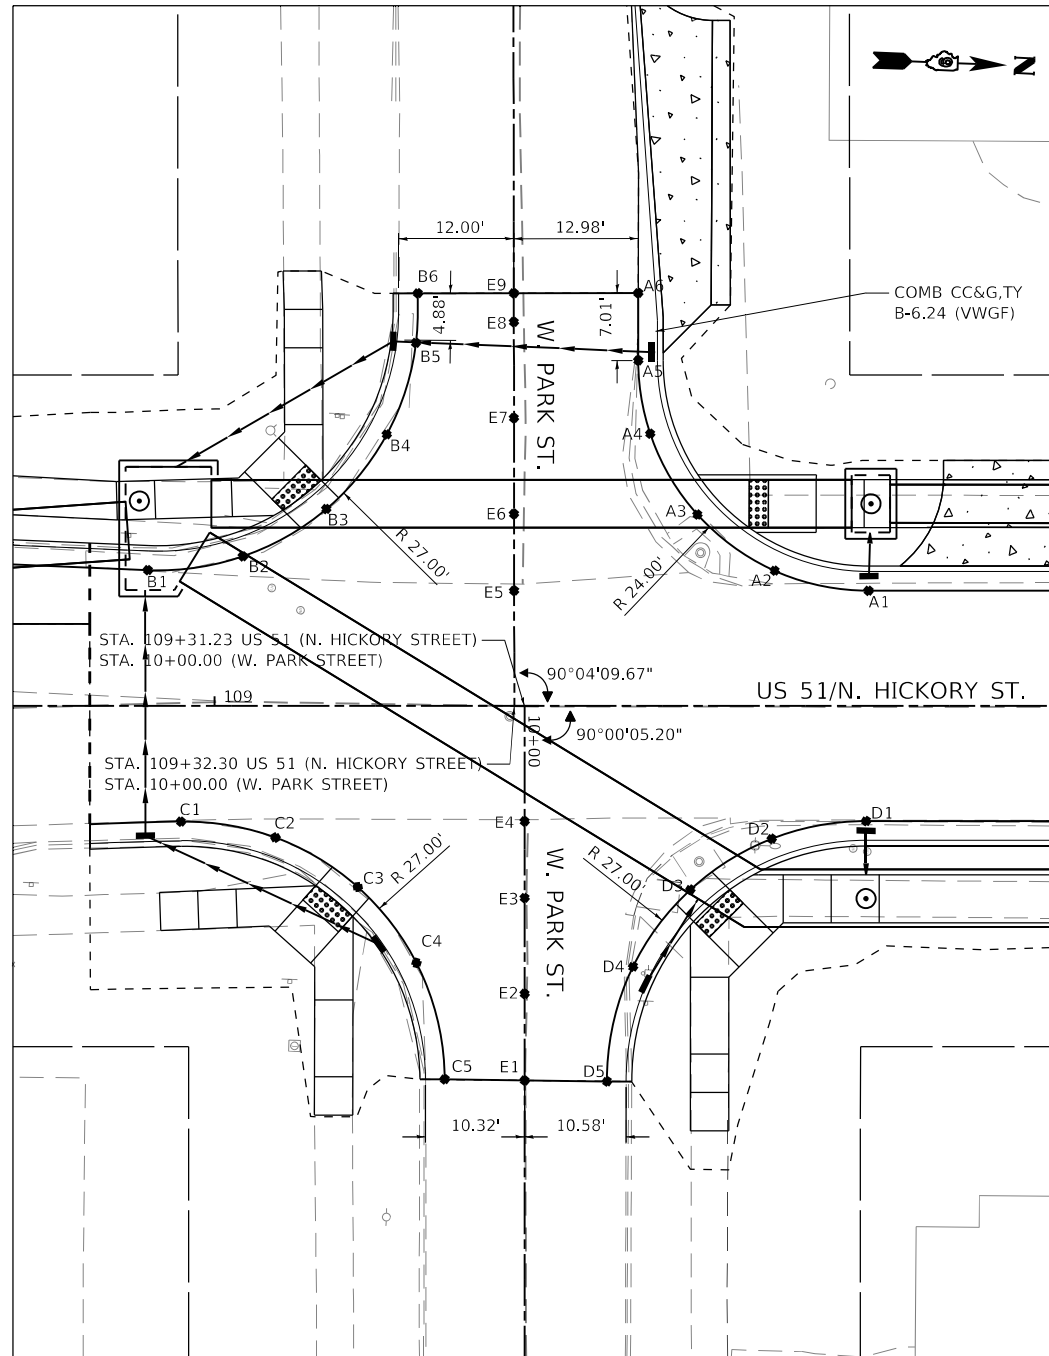 N
12.00'
12.98'
B6
E9
A6
COMB CC&G,TY
B-6.24 (VWGF)
4.88'
E8
7.01'
B5
A5
W. PARK ST.
E7
B4
A4
B3
E6
A3
R 27.00'
R 24.00'
B1
B2
A2
E5
A1
STA. 109+31.23 US 51 (N. HICKORY STREET)
STA. 10+00.00 (W. PARK STREET)
90°04'09.67"
US 51/N. HICKORY ST.
109
10+00
90°00'05.20"
STA. 109+32.30 US 51 (N. HICKORY STREET)
STA. 10+00.00 (W. PARK STREET)
C1
E4
D1
C2
D2
R 27.00'
R 27.00'
C3
D3
E3
W. PARK ST.
C4
D4
E2
C5
E1
D5
10.32'
10.58'